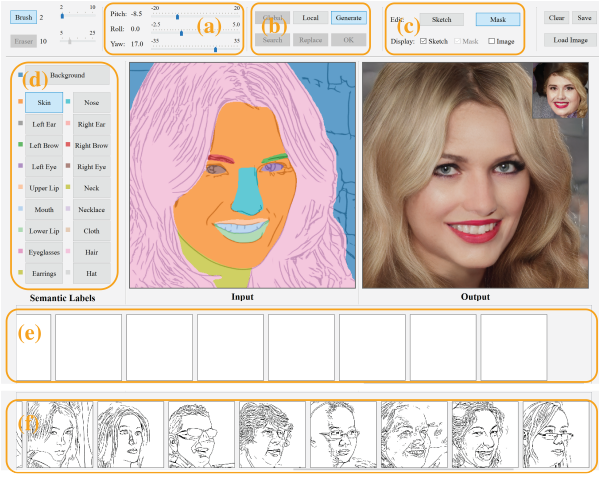 Brush 2 2 10 Pitch: -8.5 -20 20 Global Local Generate Edit: Sketch Mask Clear Save
Roll: 0.0 -2.5 5.0
Eraser 10 5 25 Yaw: 17.0 -35 35 Search Replace OK Display: Sketch Mask Image Load Image
(a) (b) (c)
(d) Background
Skin Nose
Left Ear Right Ear
Left Brow Right Brow
Left Eye Right Eye
Upper Lip Neck
Mouth Necklace
Lower Lip Cloth
Eyeglasses Hair
Earrings Hat
Semantic Labels Input Output
(e)
(f)